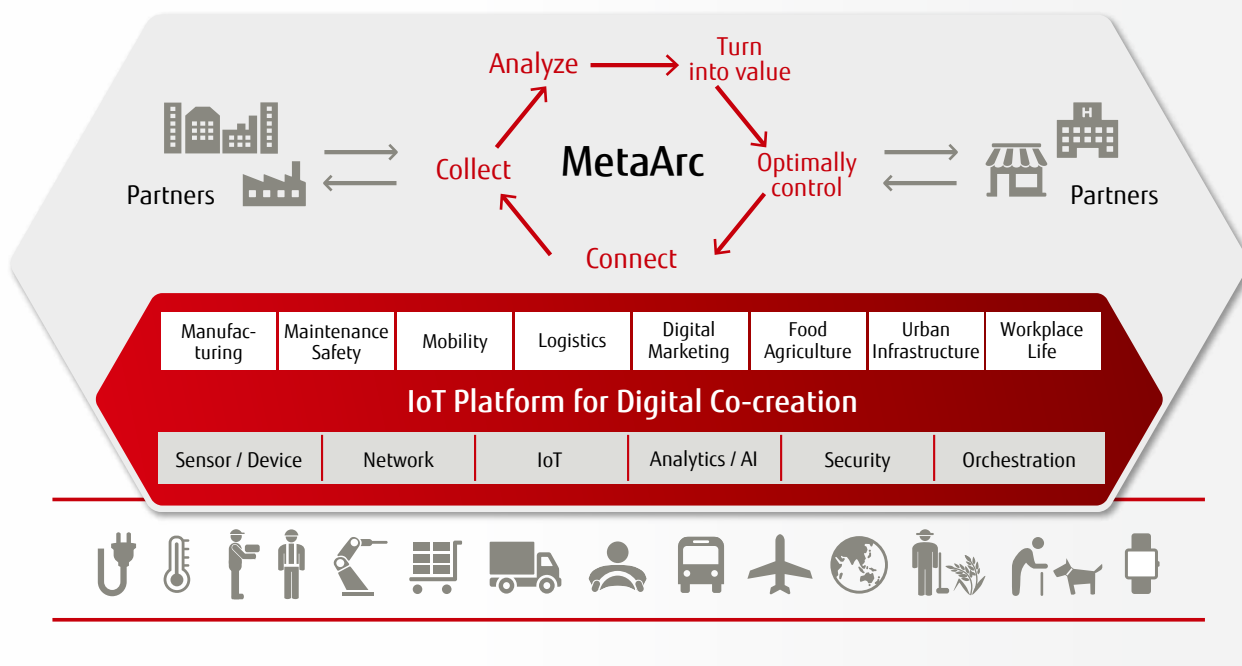 Analyze
Turn
into value
Collect
MetaArc
Optimally
control
Connect
Partners
H
Partners
Manufac-
turing
Maintenance
Safety
Mobility
Logistics
Digital
Marketing
Food
Agriculture
Urban
Infrastructure
Workplace
Life
IoT Platform for Digital Co-creation
Sensor / Device
Network
IoT
Analytics / AI
Security
Orchestration